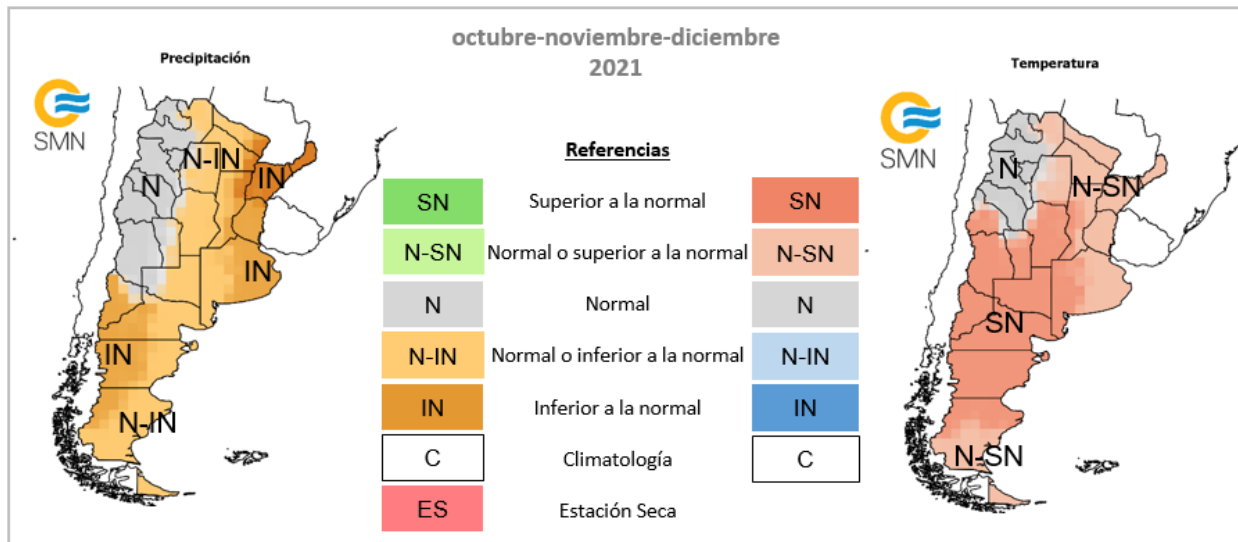 octubre-noviembre-diciembre
2021
Precipitación
SMN
N-IN
N
IN
IN
IN
N-IN
Referencias
SN Superior a la normal SN
N-SN Normal o superior a la normal N-SN
N Normal N
N-IN Normal o inferior a la normal N-IN
IN Inferior a la normal IN
C Climatología C
ES Estación Seca
Temperatura
SMN
N
N-SN
SN
N-SN